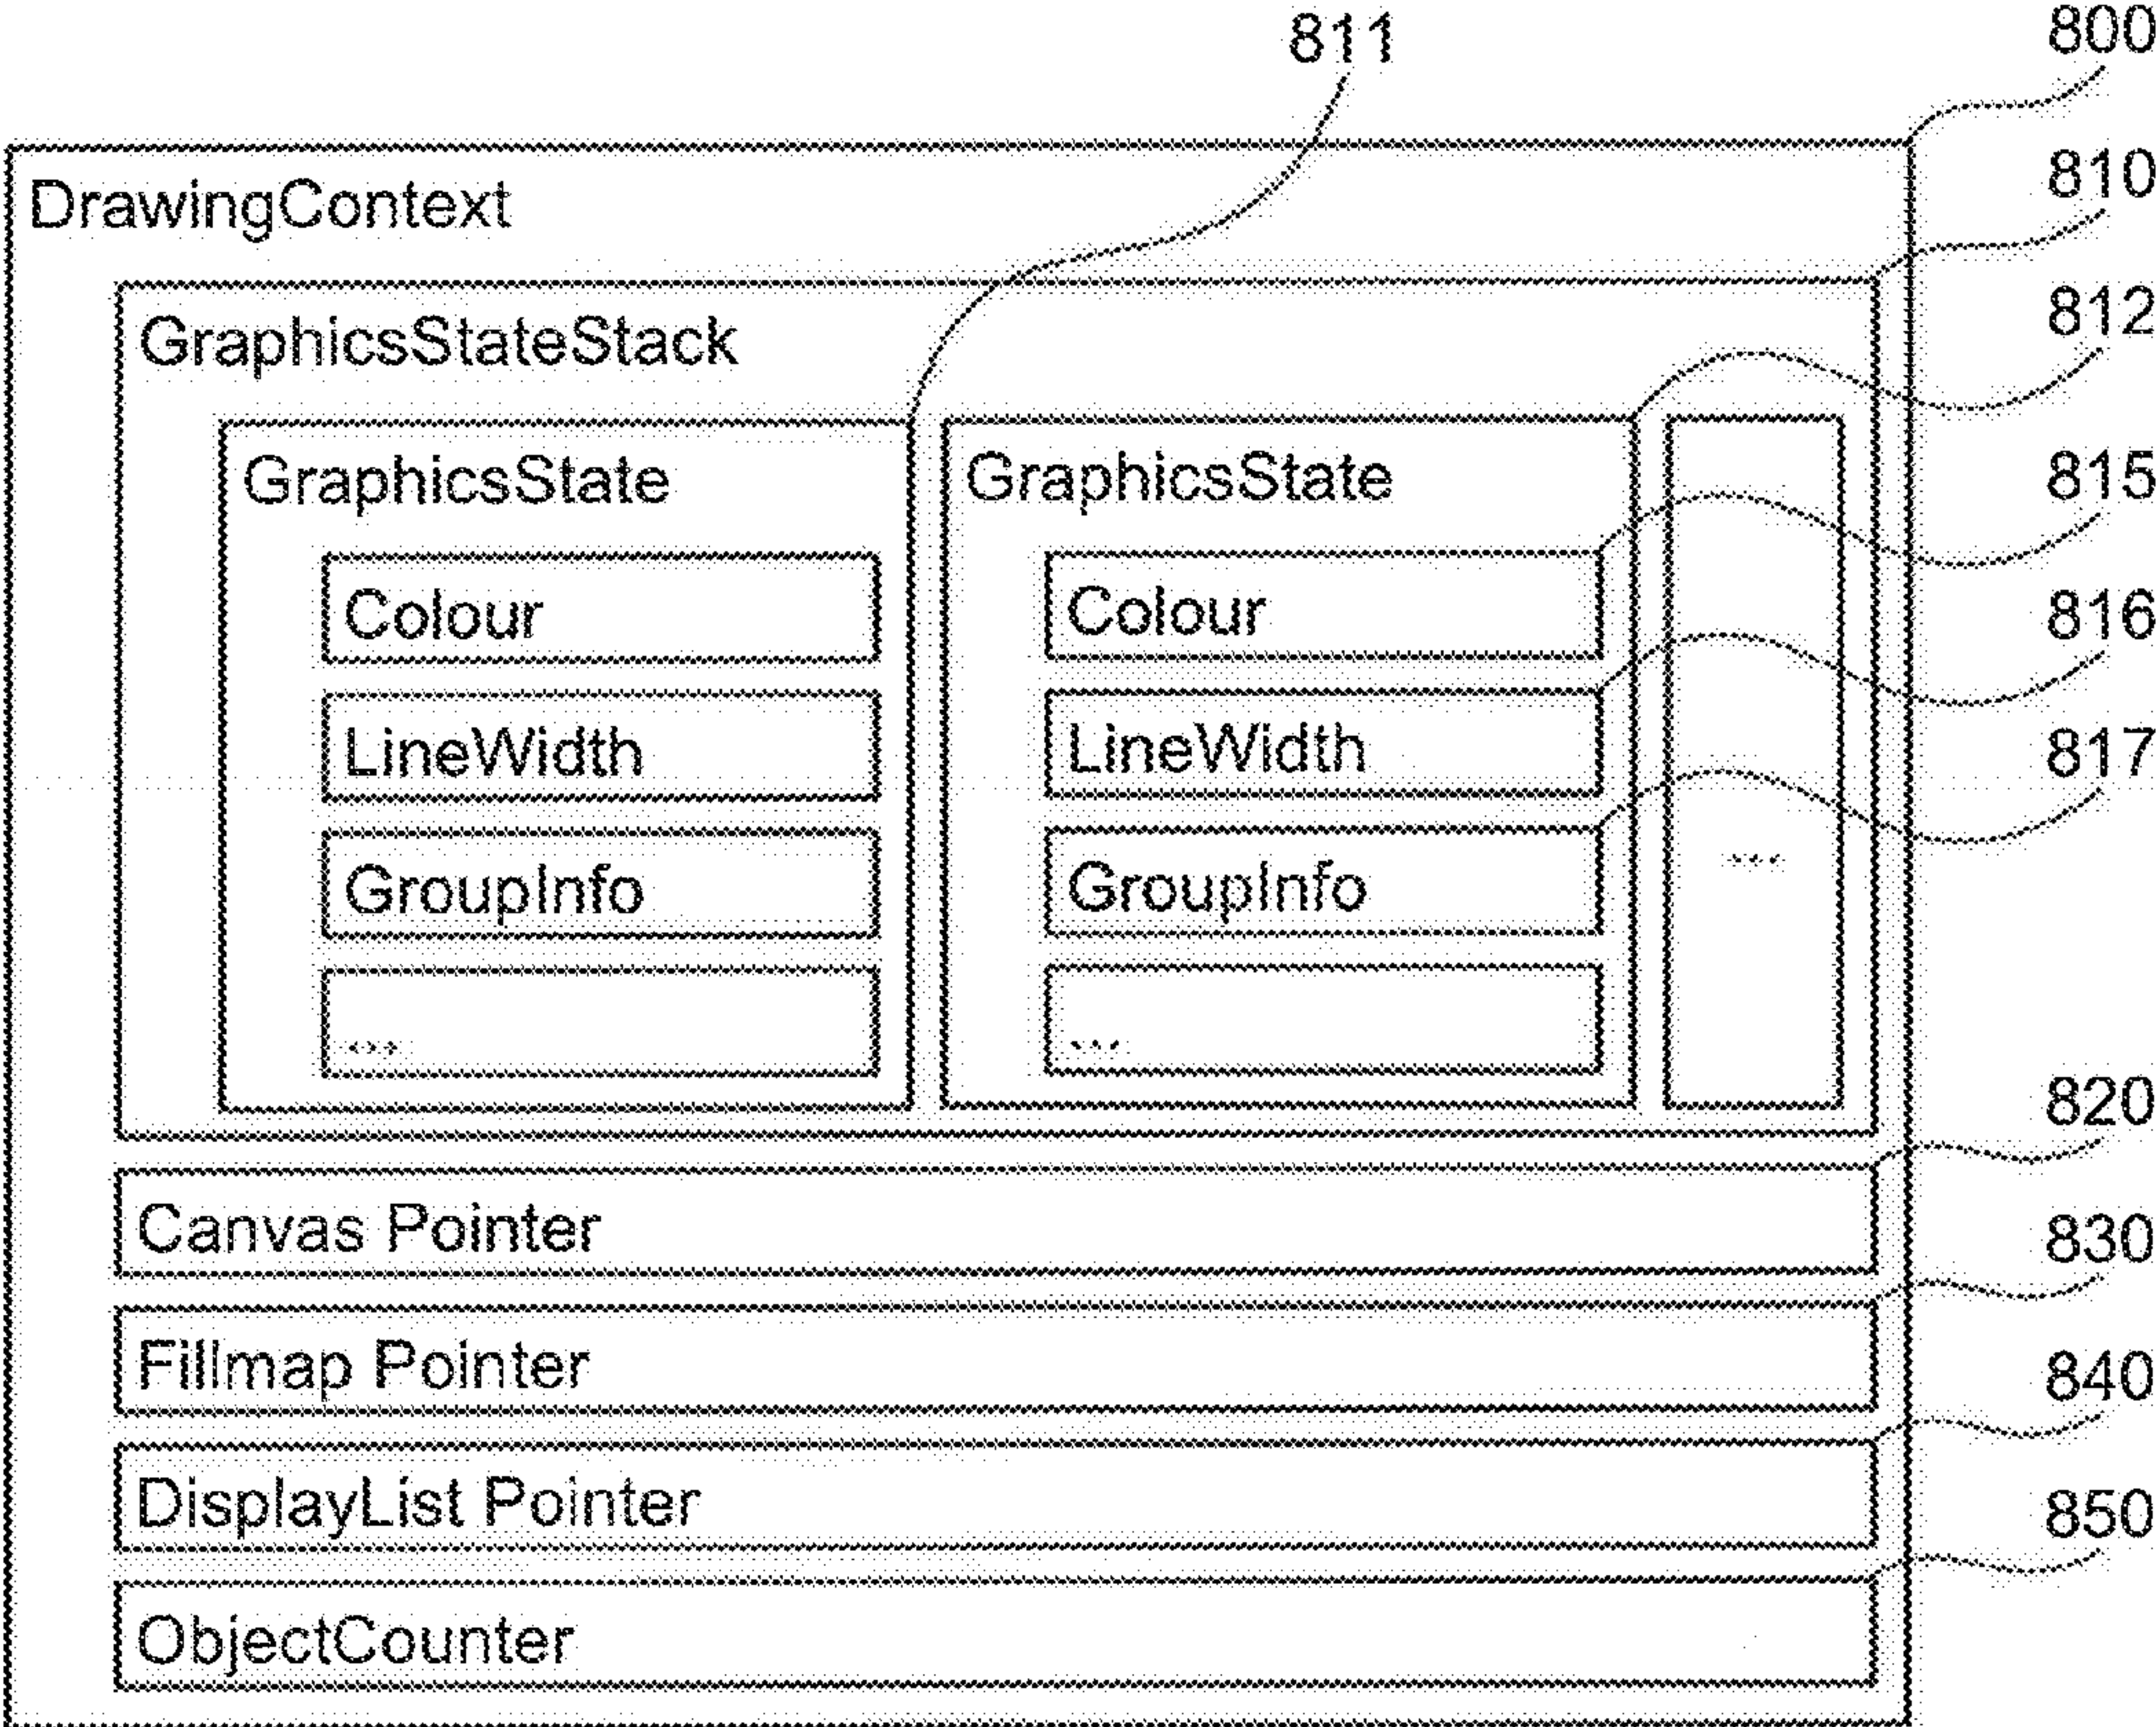 811
800
DrawingContext
810
GraphicsStateStack
812
GraphicsState
GraphicsState
815
Colour
Colour
816
LineWidth
LineWidth
817
GroupInfo
GroupInfo
...
...
...
820
Canvas Pointer
830
Fillmap Pointer
840
DisplayList Pointer
850
ObjectCounter